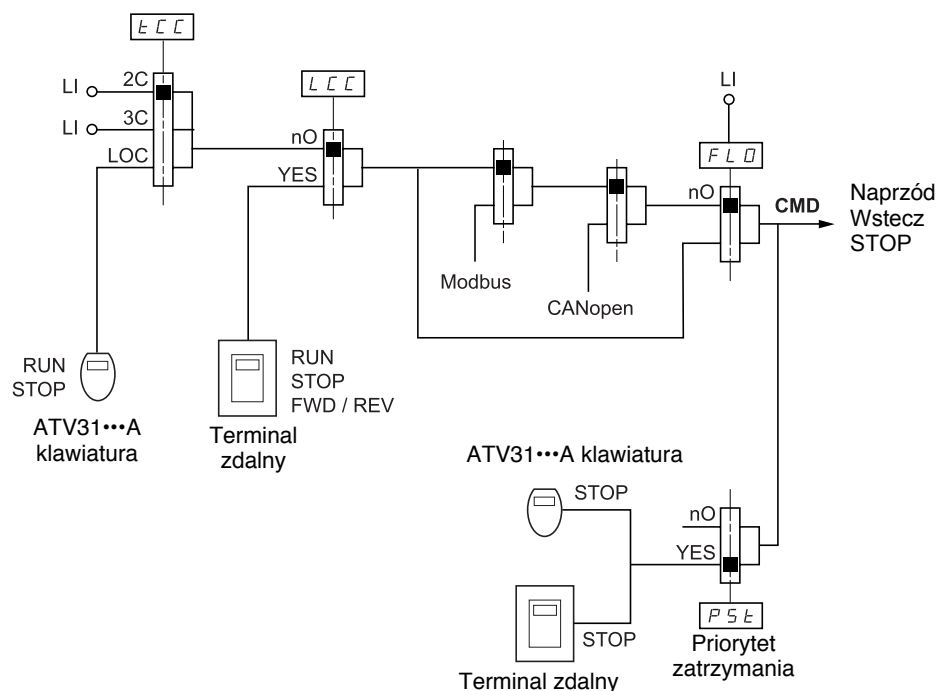 tCC
LI
2C
LI
3C
LOC
LCC
nO
YES
LI
FLO
nO
CMD
Naprzód
Wstecz
STOP
Modbus
CANopen
RUN
STOP
ATV31•••A
klawiatura
RUN
STOP
FWD / REV
Terminal
zdalny
ATV31•••A klawiatura
STOP
nO
YES
STOP
PSt
Priorytet
zatrzymania
Terminal zdalny